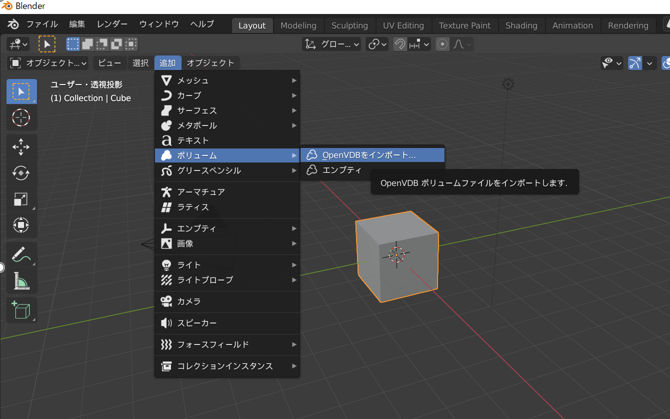 Blender
ファイル 編集 レンダー ウィンドウ ヘルプ Layout Modeling Sculpting UV Editing Texture Paint Shading Animation Rendering
グロー...
オブジェクト... ビュー 選択 追加 オブジェクト
ユーザー・透視投影
(1) Collection | Cube
メッシュ
カーブ
サーフェス
メタボール
テキスト
ボリューム
グリースペンシル
アーマチュア
ラティス
エンプティ
画像
ライト
ライトプローブ
カメラ
スピーカー
フォースフィールド
コレクションインスタンス
OpenVDBをインポート...
エンプティ
OpenVDB ボリュームファイルをインポートします.